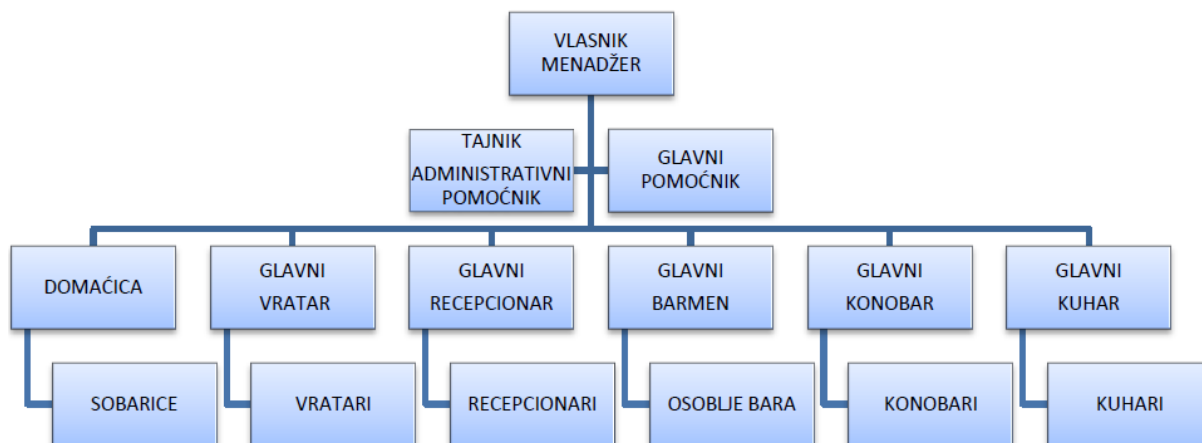 VLASNIK
MENADŽER
TAJNIK
ADMINISTRATIVNI
POMOĆNIK
GLAVNI
POMOĆNIK
DOMAĆICA
GLAVNI
VRATAR
GLAVNI
RECEPCIONAR
GLAVNI
BARMEN
GLAVNI
KONOBAR
GLAVNI
KUHAR
SOBARICE
VRATARI
RECEPCIONARI
OSOBLJE BARA
KONOBARI
KUHARI